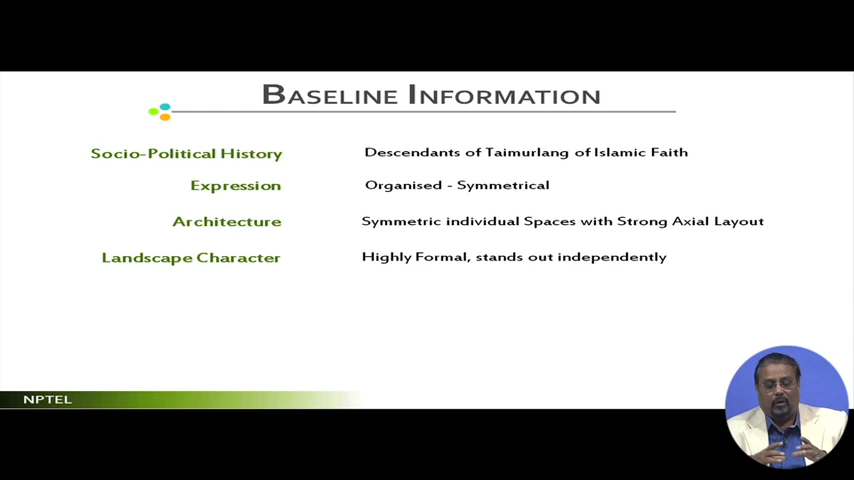 BASELINE INFORMATION
Socio-Political History Descendants of Taimurlang of Islamic Faith
Expression Organised - Symmetrical
Architecture Symmetric individual Spaces with Strong Axial Layout
Landscape Character Highly Formal, stands out independently
NPTEL